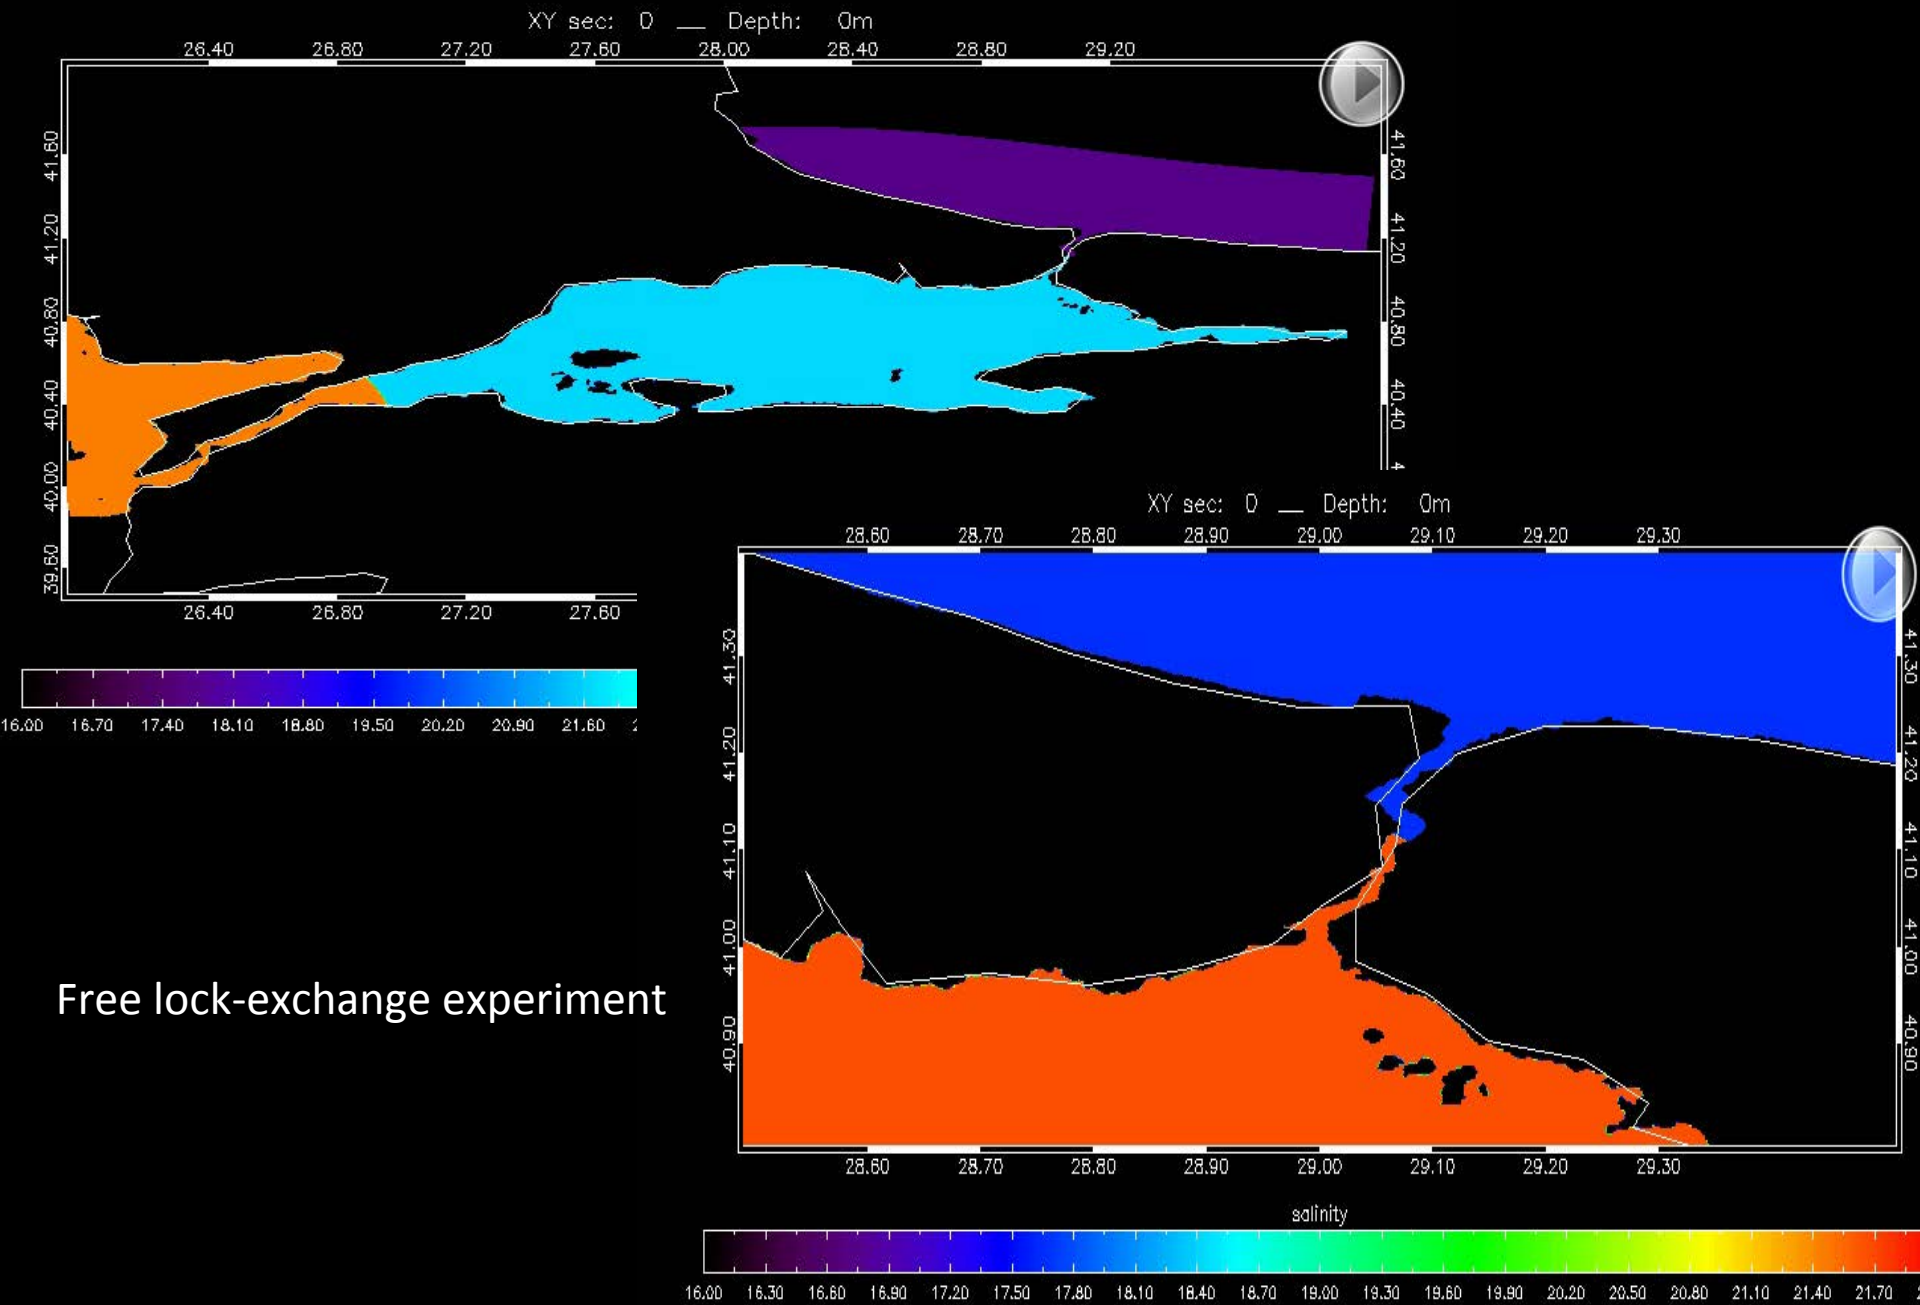 XY sec: 0 — Depth: 0m
26.40 26.80 27.20 27.60 28.00 28.40 28.80 29.20
41.60 41.20 40.80 40.40 40.00 39.60
41.60 41.20 40.80 40.40 4
26.40 26.80 27.20 27.60
16.00 16.70 17.40 18.10 18.80 19.50 20.20 20.90 21.60
XY sec: 0 — Depth: 0m
28.60 28.70 28.80 28.90 29.00 29.10 29.20 29.30
41.30 41.20 41.10 41.00 40.90
41.30 41.20 41.10 41.00 40.90
28.60 28.70 28.80 28.90 29.00 29.10 29.20 29.30
Free lock-exchange experiment
salinity
16.00 16.30 16.60 16.90 17.20 17.50 17.80 18.10 18.40 18.70 19.00 19.30 19.60 19.90 20.20 20.50 20.80 21.10 21.40 21.70